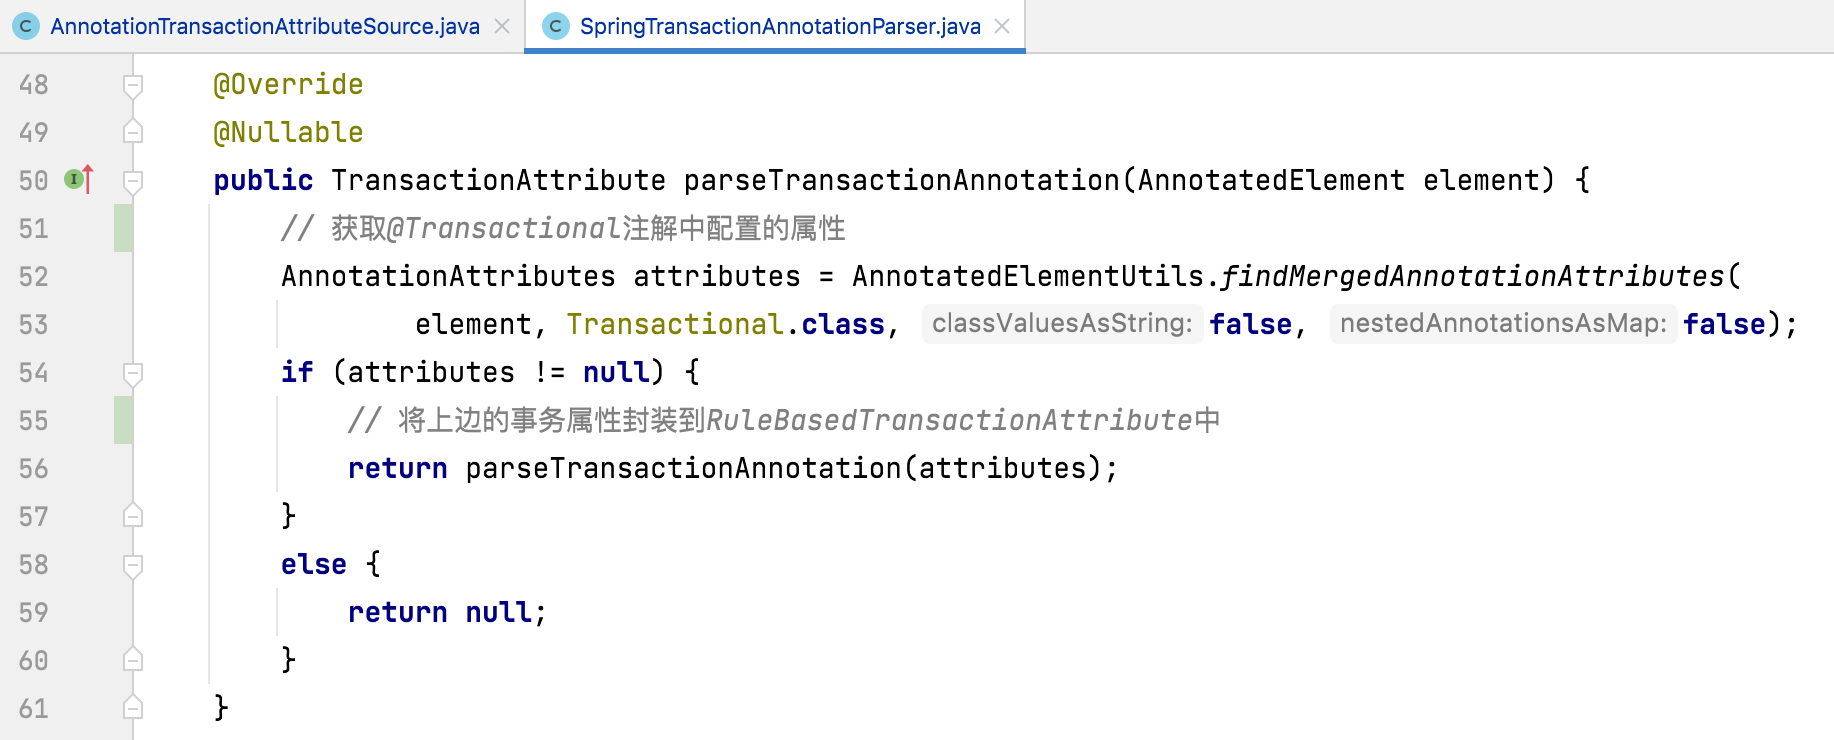 AnnotationTransactionAttributeSource.java SpringTransactionAnnotationParser.java
48 @Override
49 @Nullable
50 public TransactionAttribute parseTransactionAnnotation(AnnotatedElement element) {
51 // 获取@Transactional注解中配置的属性
52 AnnotationAttributes attributes = AnnotatedElementUtils.findMergedAnnotationAttributes(
53 element, Transactional.class, classValuesAsString: false, nestedAnnotationsAsMap: false);
54 if (attributes != null) {
55 // 将上边的事务属性封装到RuleBasedTransactionAttribute中
56 return parseTransactionAnnotation(attributes);
57 }
58 else {
59 return null;
60 }
61 }